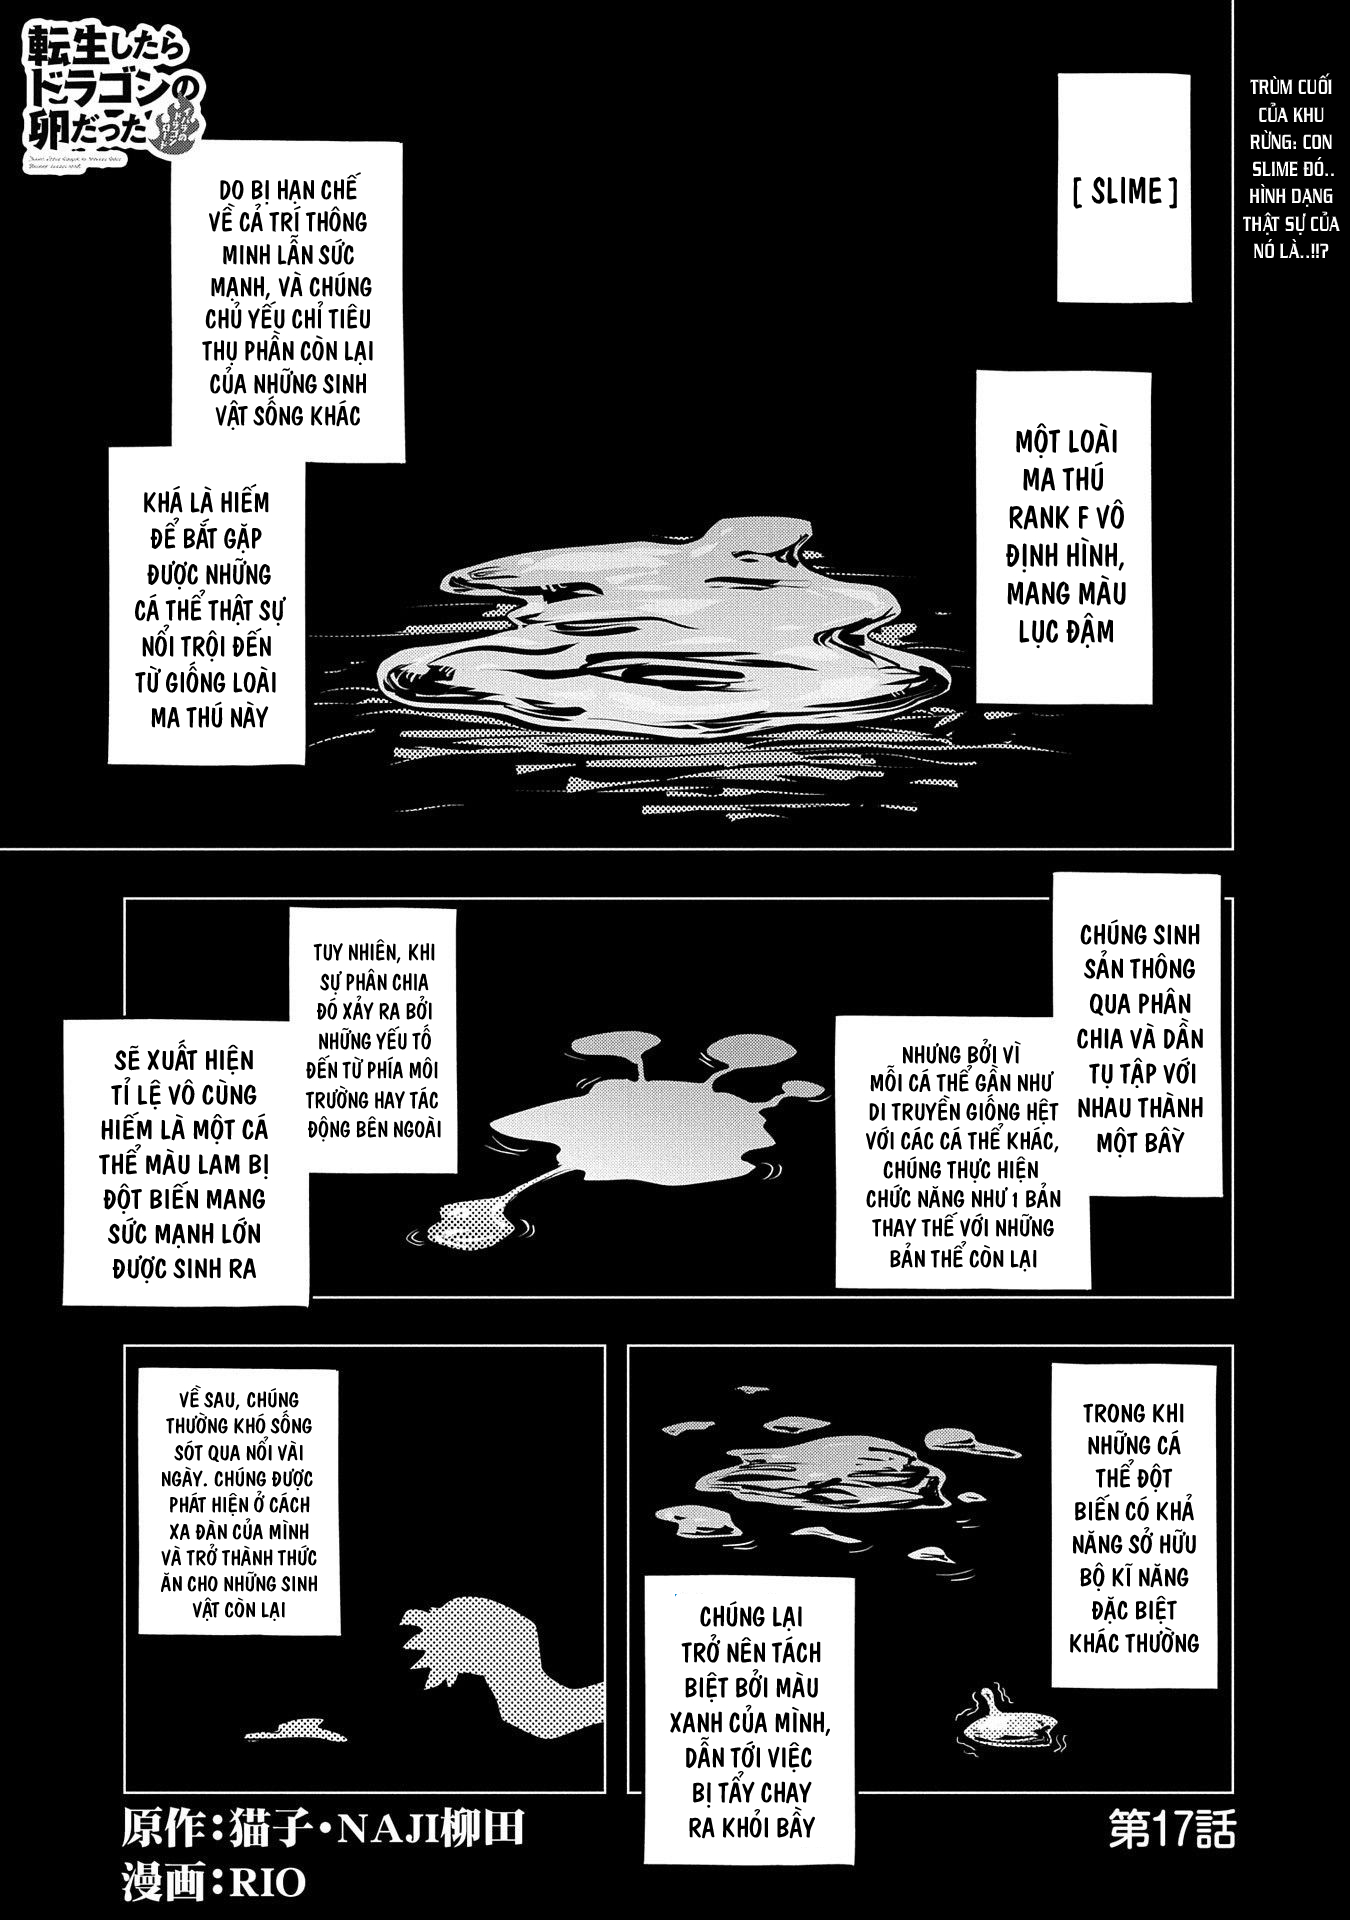 TRÙM CUỐI
CỦA KHU
RỪNG: CON
SLIME ĐÓ..
HÌNH DẠNG
THẬT SỰ CỦA
NÓ LÀ..!!?
転生したら
ドラゴンの
卵だった
[ SLIME ]
MỘT LOÀI
MA THÚ
RANK F VÔ
ĐỊNH HÌNH,
MANG MÀU
LỤC ĐẬM
DO BỊ HẠN CHẾ
VỀ CẢ TRÍ THÔNG
MINH LẪN SỨC
MẠNH, VÀ CHÚNG
CHỦ YẾU CHỈ TIÊU
THỤ PHẦN CÒN LẠI
CỦA NHỮNG SINH
VẬT SỐNG KHÁC
KHÁ LÀ HIẾM
ĐỂ BẮT GẶP
ĐƯỢC NHỮNG
CÁ THỂ THẬT SỰ
NỔI TRỘI ĐẾN
TỪ GIỐNG LOÀI
MA THÚ NÀY
CHÚNG SINH
SẢN THÔNG
QUA PHÂN
CHIA VÀ DẦN
TỤ TẬP VỚI
NHAU THÀNH
MỘT BẦY
NHƯNG BỞI VÌ
MỖI CÁ THỂ GẦN NHƯ
DI TRUYỀN GIỐNG HỆT
VỚI CÁC CÁ THỂ KHÁC,
CHÚNG THỰC HIỆN
CHỨC NĂNG NHƯ 1 BẢN
THAY THẾ VỚI NHỮNG
BẢN THỂ CÒN LẠI
TUY NHIÊN, KHI
SỰ PHÂN CHIA
ĐÓ XẢY RA BỞI
NHỮNG YẾU TỐ
ĐẾN TỪ PHÍA MÔI
TRƯỜNG HAY TÁC
ĐỘNG BÊN NGOÀI
SẼ XUẤT HIỆN
TỈ LỆ VÔ CÙNG
HIẾM LÀ MỘT CÁ
THỂ MÀU LAM BỊ
ĐỘT BIẾN MANG
SỨC MẠNH LỚN
ĐƯỢC SINH RA
TRONG KHI
NHỮNG CÁ
THỂ ĐỘT
BIẾN CÓ KHẢ
NĂNG SỞ HỮU
BỘ KĨ NĂNG
ĐẶC BIỆT
KHÁC THƯỜNG
CHÚNG LẠI
TRỞ NÊN TÁCH
BIỆT BỞI MÀU
XANH CỦA MÌNH,
DẪN TỚI VIỆC
BỊ TẨY CHAY
RA KHỎI BẦY
VỀ SAU, CHÚNG
THƯỜNG KHÓ SỐNG
SÓT QUA NỔI VÀI
NGÀY. CHÚNG ĐƯỢC
PHÁT HIỆN Ở CÁCH
XA ĐÀN CỦA MÌNH
VÀ TRỞ THÀNH THỨC
ĂN CHO NHỮNG SINH
VẬT CÒN LẠI
第17話
原作：猫子・NAJI柳田
漫画：RIO